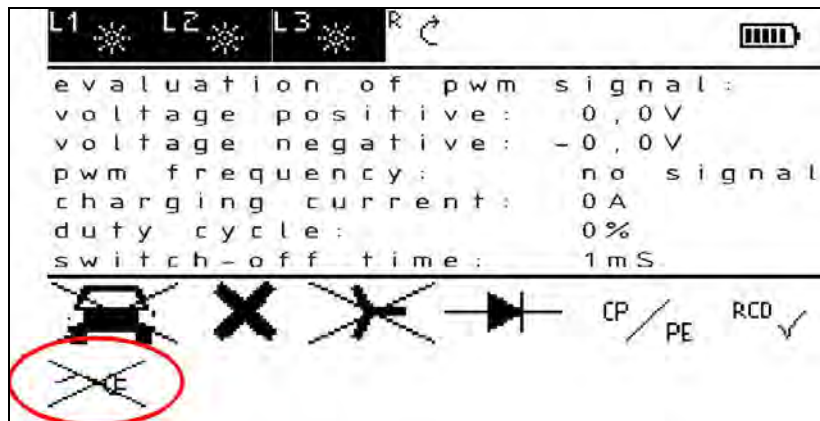 L1 L2 L3 R
evaluation of pwm signal:
voltage positive: 0,0V
voltage negative: -0,0V
pwm frequency: no signal
charging current: 0A
duty cycle: 0%
switch-off time: 1mS
CP/PE RCD